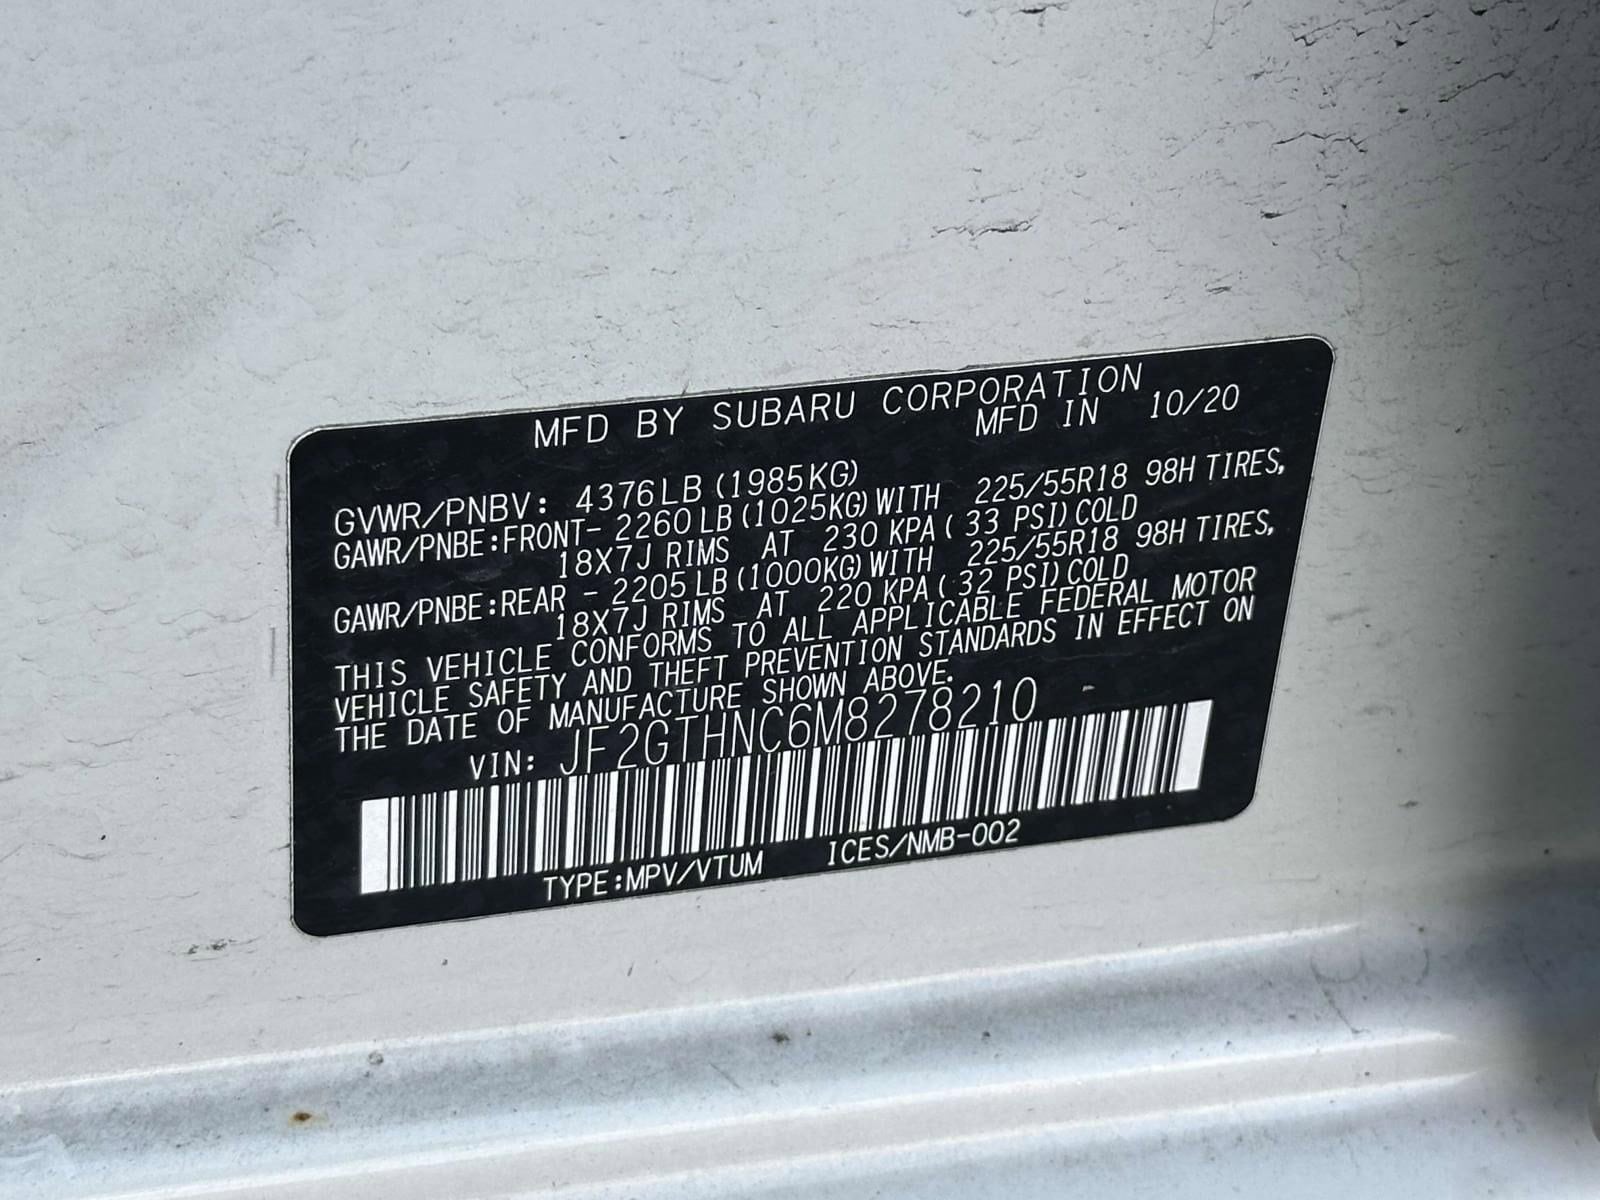 MFD BY SUBARU CORPORATION
MFD IN 10/20
GVWR/PNBV: 4376LB (1985KG)
GAWR/PNBE:FRONT- 2260 LB (1025KG) WITH 225/55R18 98H TIRES,
18X7J RIMS AT 230 KPA ( 33 PSI) COLD
GAWR/PNBE:REAR - 2205 LB (1000KG) WITH 225/55R18 98H TIRES,
18X7J RIMS AT 220 KPA ( 32 PSI) COLD
THIS VEHICLE CONFORMS TO ALL APPLICABLE FEDERAL MOTOR
VEHICLE SAFETY AND THEFT PREVENTION STANDARDS IN EFFECT ON
THE DATE OF MANUFACTURE SHOWN ABOVE.
VIN: JF2GTHNC6M8278210
TYPE:MPV/VTUM ICES/NMB-002